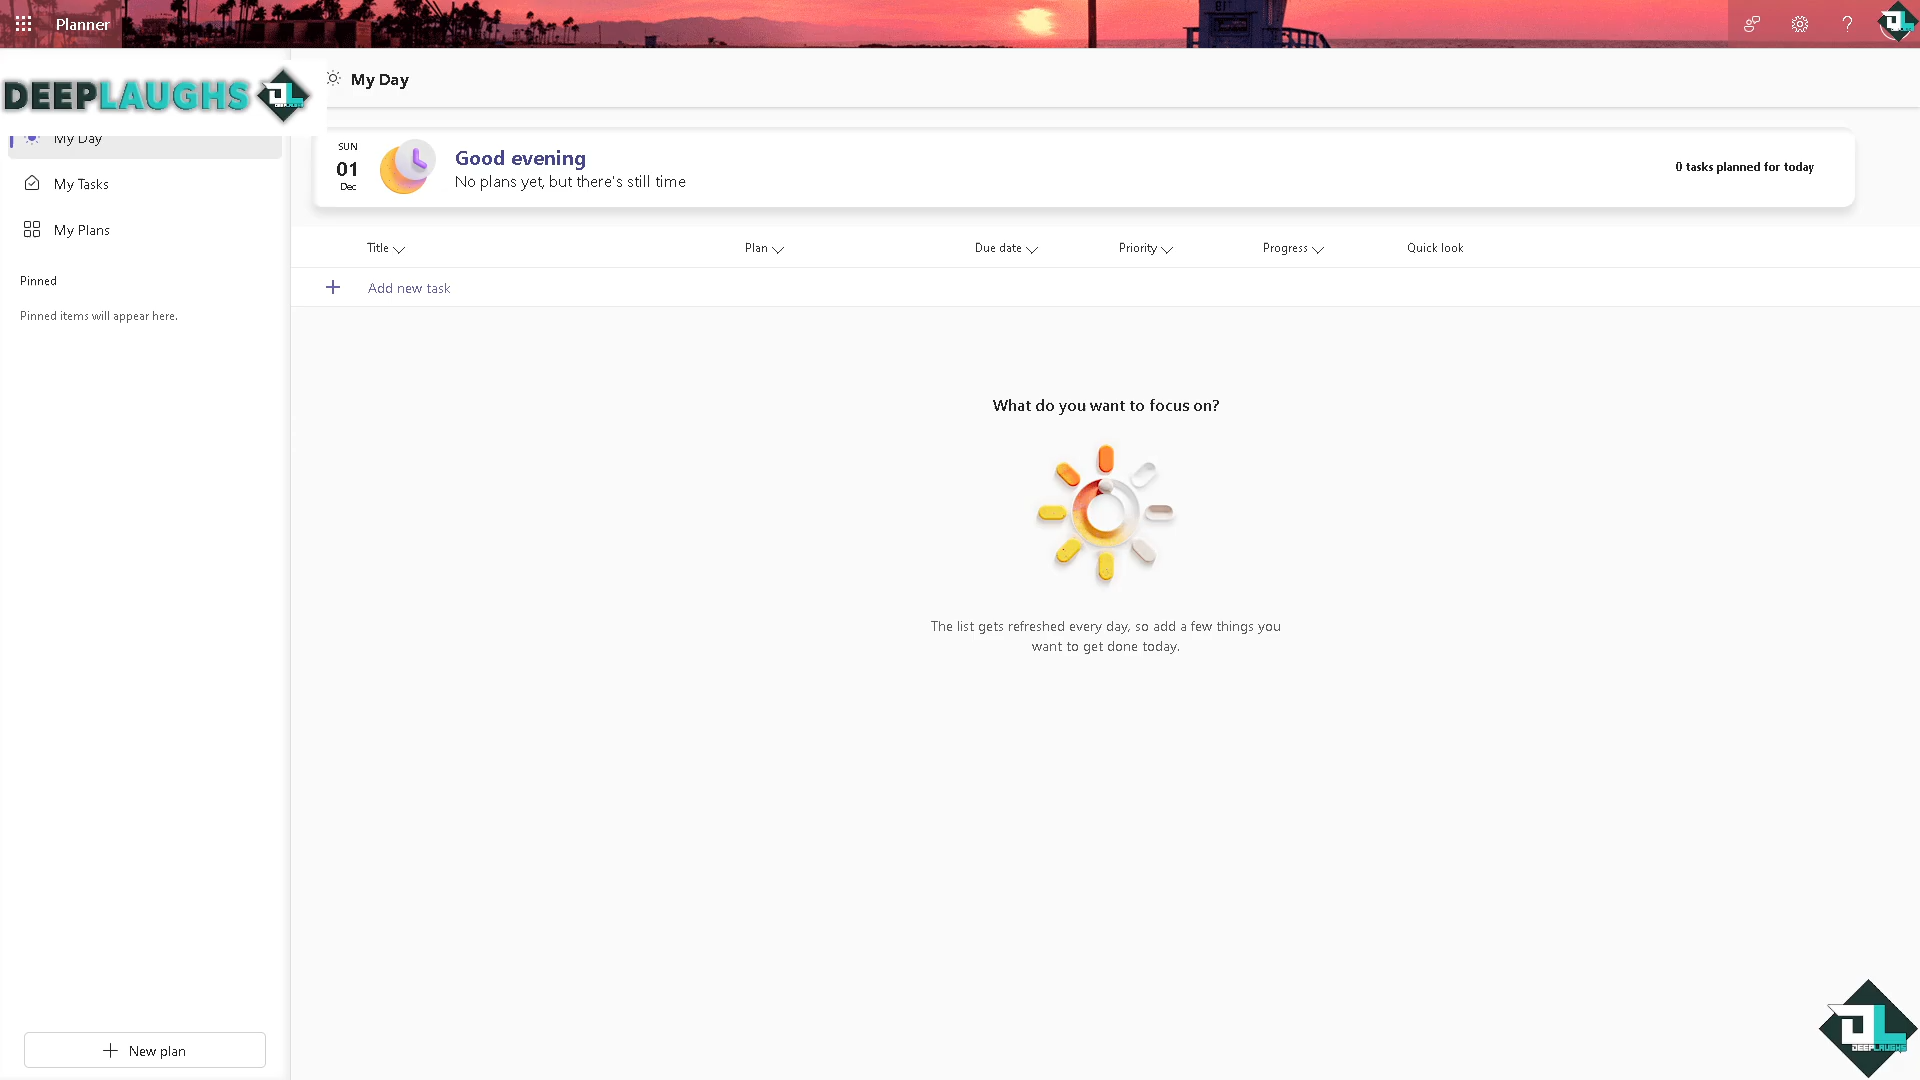 Planner
DEEPLAUGHS
My Day
My Day
My Tasks
My Plans
Pinned
Pinned items will appear here.
SUN
01
Dec
Good evening
No plans yet, but there's still time
0 tasks planned for today
Title
Plan
Due date
Priority
Progress
Quick look
Add new task
What do you want to focus on?
The list gets refreshed every day, so add a few things you
want to get done today.
New plan
DEEPLAUGHS